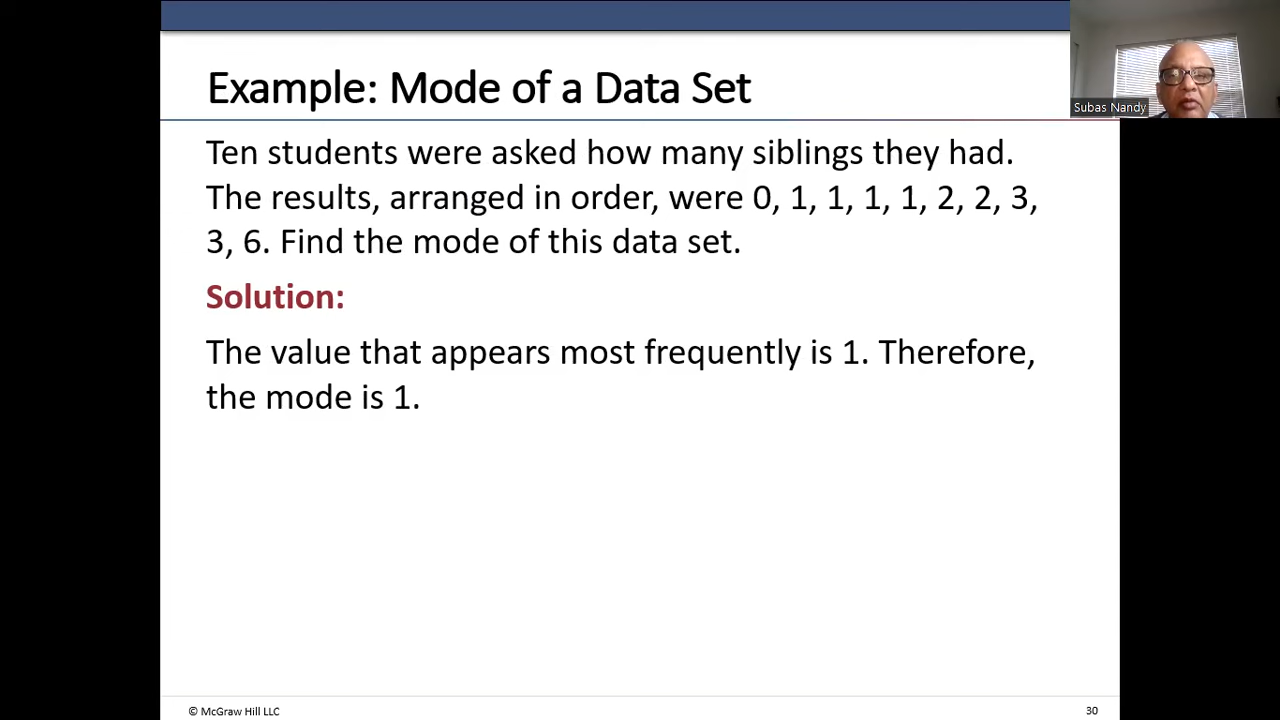 Example: Mode of a Data Set
Subas Nandy
Ten students were asked how many siblings they had.
The results, arranged in order, were 0, 1, 1, 1, 1, 2, 2, 3,
3, 6. Find the mode of this data set.
Solution:
The value that appears most frequently is 1. Therefore,
the mode is 1.
© McGraw Hill LLC
30